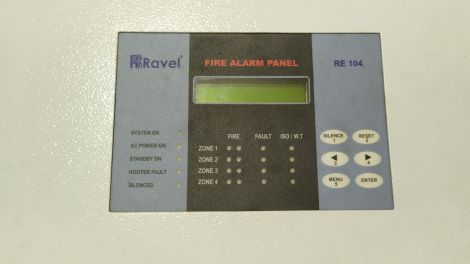 Ravel
FIRE ALARM PANEL
RE 104
SYSTEM ON
AC POWER ON
STANDBY ON
HOOTER FAULT
SILENCED
FIRE FAULT ISO / W.T
ZONE 1
ZONE 2
ZONE 3
ZONE 4
SILENCE
1
RESET
2
3
4
MENU
5
ENTER